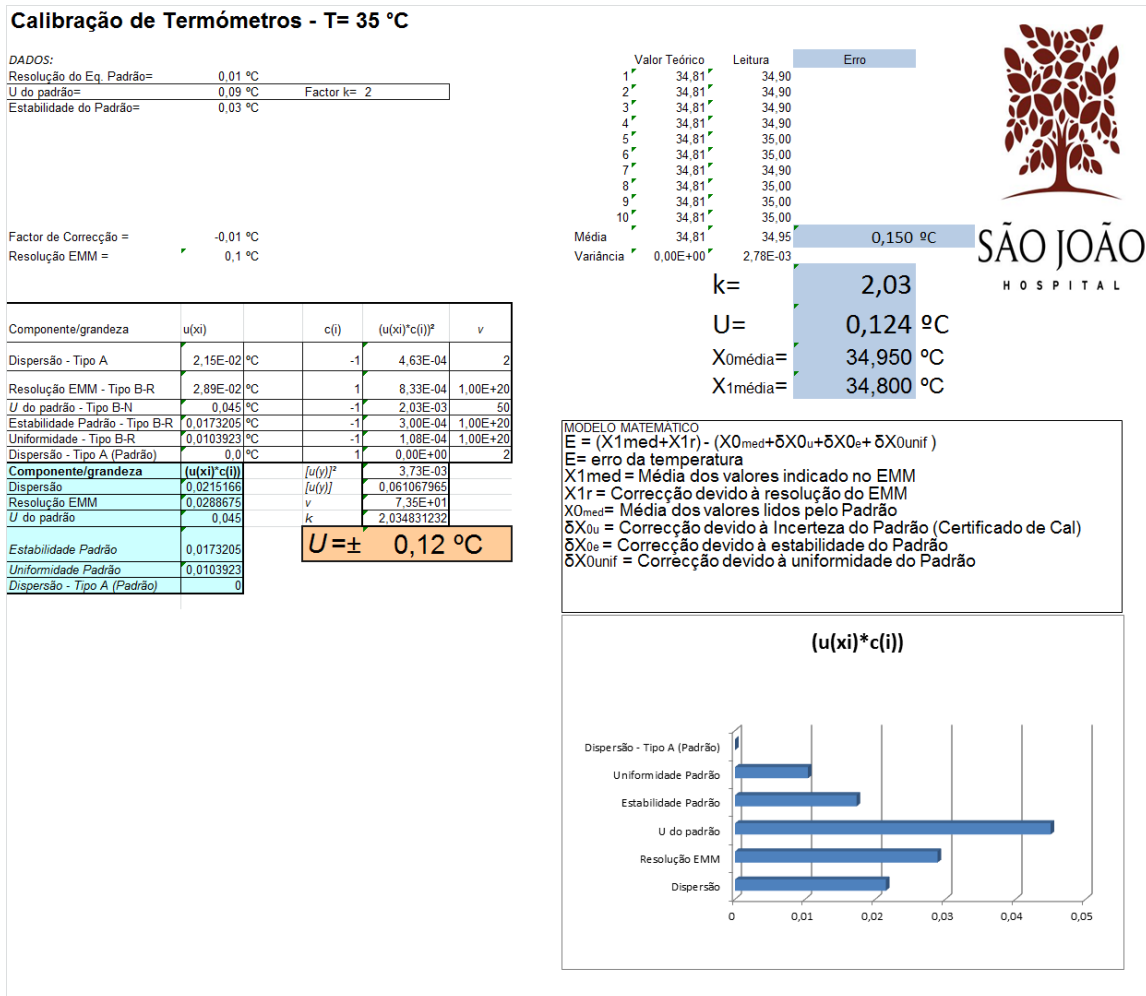 Calibração de Termómetros - T= 35 °C
DADOS:
Resolução do Eq. Padrão= 0,01 ºC
U do padrão= 0,09 ºC Factor k= 2
Estabilidade do Padrão= 0,03 ºC
Factor de Correcção = -0,01 ºC
Resolução EMM = 0,1 ºC
Valor Teórico Leitura Erro
1 34,81 34,90
2 34,81 34,90
3 34,81 34,90
4 34,81 34,90
5 34,81 35,00
6 34,81 35,00
7 34,81 34,90
8 34,81 35,00
9 34,81 35,00
10 34,81 35,00
Média 34,81 34,95 0,150 ºC
Variância 0,00E+00 2,78E-03
k= 2,03
U= 0,124 ºC
X0média= 34,950 ºC
X1média= 34,800 ºC
SÃO JOÃO
HOSPITAL
Componente/grandeza u(xi) c(i) (u(xi)*c(i))² v
Dispersão - Tipo A 2,15E-02 ºC -1 4,63E-04 2
Resolução EMM - Tipo B-R 2,89E-02 ºC 1 8,33E-04 1,00E+20
U do padrão - Tipo B-N 0,045 ºC -1 2,03E-03 50
Estabilidade Padrão - Tipo B-R 0,0173205 ºC -1 3,00E-04 1,00E+20
Uniformidade - Tipo B-R 0,0103923 ºC -1 1,08E-04 1,00E+20
Dispersão - Tipo A (Padrão) 0,0 ºC 1 0,00E+00 2
Componente/grandeza (u(xi)*c(i)) [u(y)]² 3,73E-03
Dispersão 0,0215166 [u(y)] 0,061067965
Resolução EMM 0,0288675 v 7,35E+01
U do padrão 0,045 k 2,034831232
Estabilidade Padrão 0,0173205 U =± 0,12 ºC
Uniformidade Padrão 0,0103923
Dispersão - Tipo A (Padrão) 0
MODELO MATEMÁTICO
E = (X1med+X1r) - (X0med+δX0u+δX0e+ δX0unif )
E= erro da temperatura
X1med = Média dos valores indicado no EMM
X1r = Correcção devido à resolução do EMM
X0med= Média dos valores lidos pelo Padrão
δX0u = Correcção devido à Incerteza do Padrão (Certificado de Cal)
δX0e = Correcção devido à estabilidade do Padrão
δX0unif = Correcção devido à uniformidade do Padrão
(u(xi)*c(i))
Dispersão - Tipo A (Padrão)
Uniformidade Padrão
Estabilidade Padrão
U do padrão
Resolução EMM
Dispersão
0 0,01 0,02 0,03 0,04 0,05